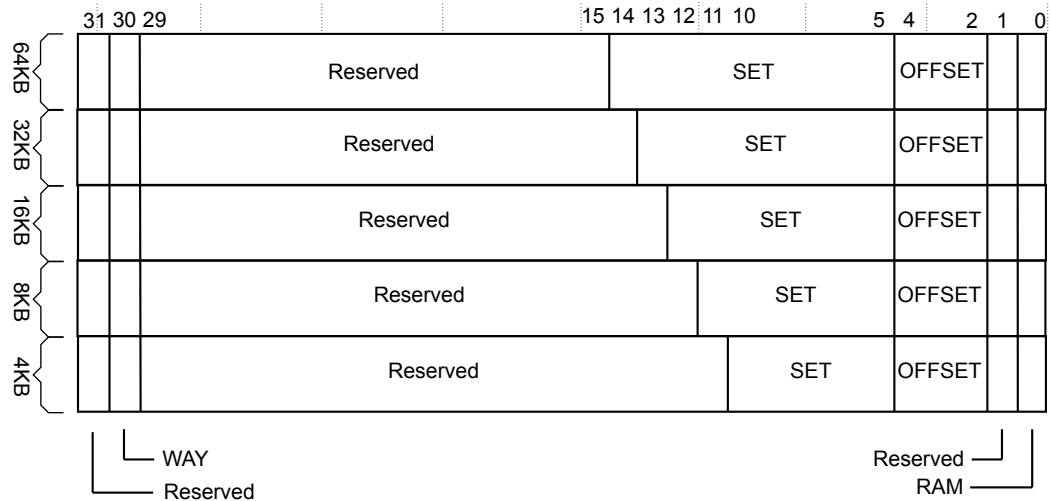 31 30 29 15 14 13 12 11 10 5 4 2 1 0
64KB Reserved SET OFFSET
32KB Reserved SET OFFSET
16KB Reserved SET OFFSET
8KB Reserved SET OFFSET
4KB Reserved SET OFFSET
WAY Reserved
Reserved RAM